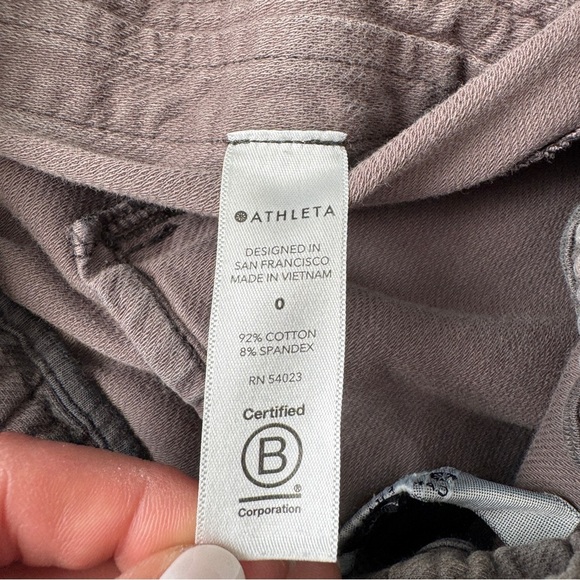 ATHLETA
DESIGNED IN
SAN FRANCISCO
MADE IN VIETNAM
0
92% COTTON
8% SPANDEX
RN 54023
Certified
B
®
Corporation